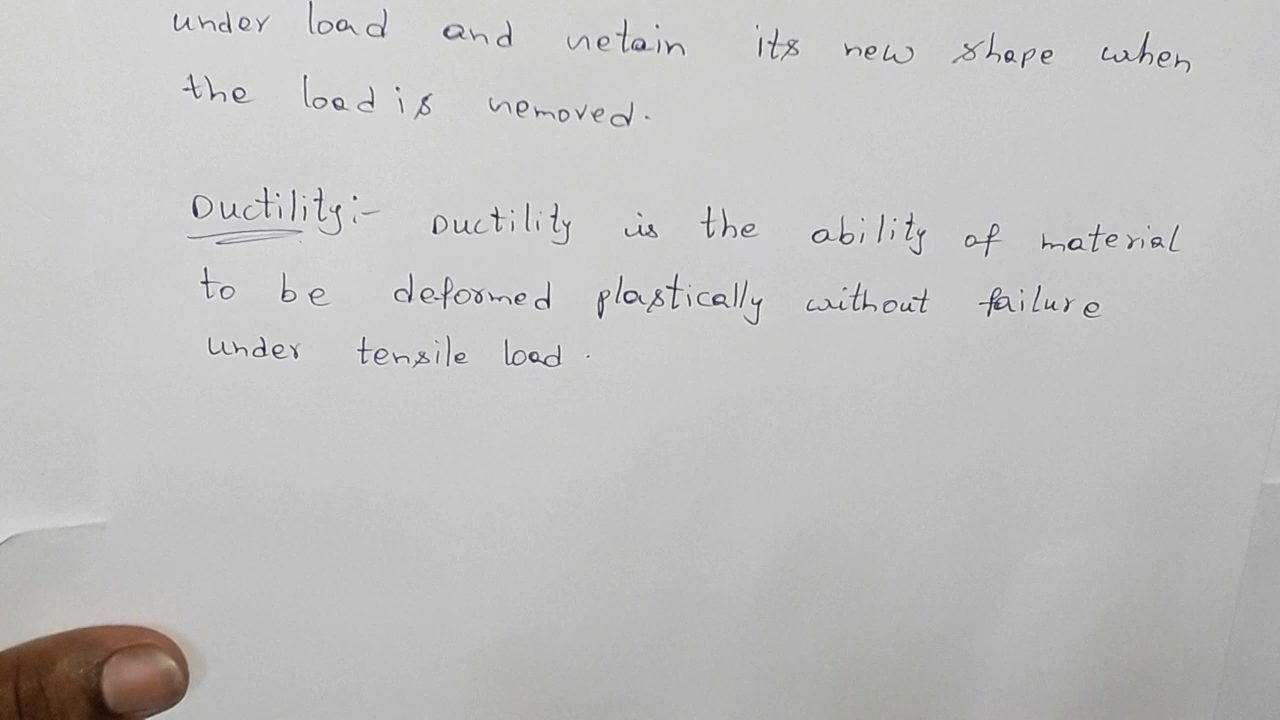 under load and retain its new shape when
the load is removed.
Ductility:- Ductility is the ability of material
to be deformed plastically without failure
under tensile load.